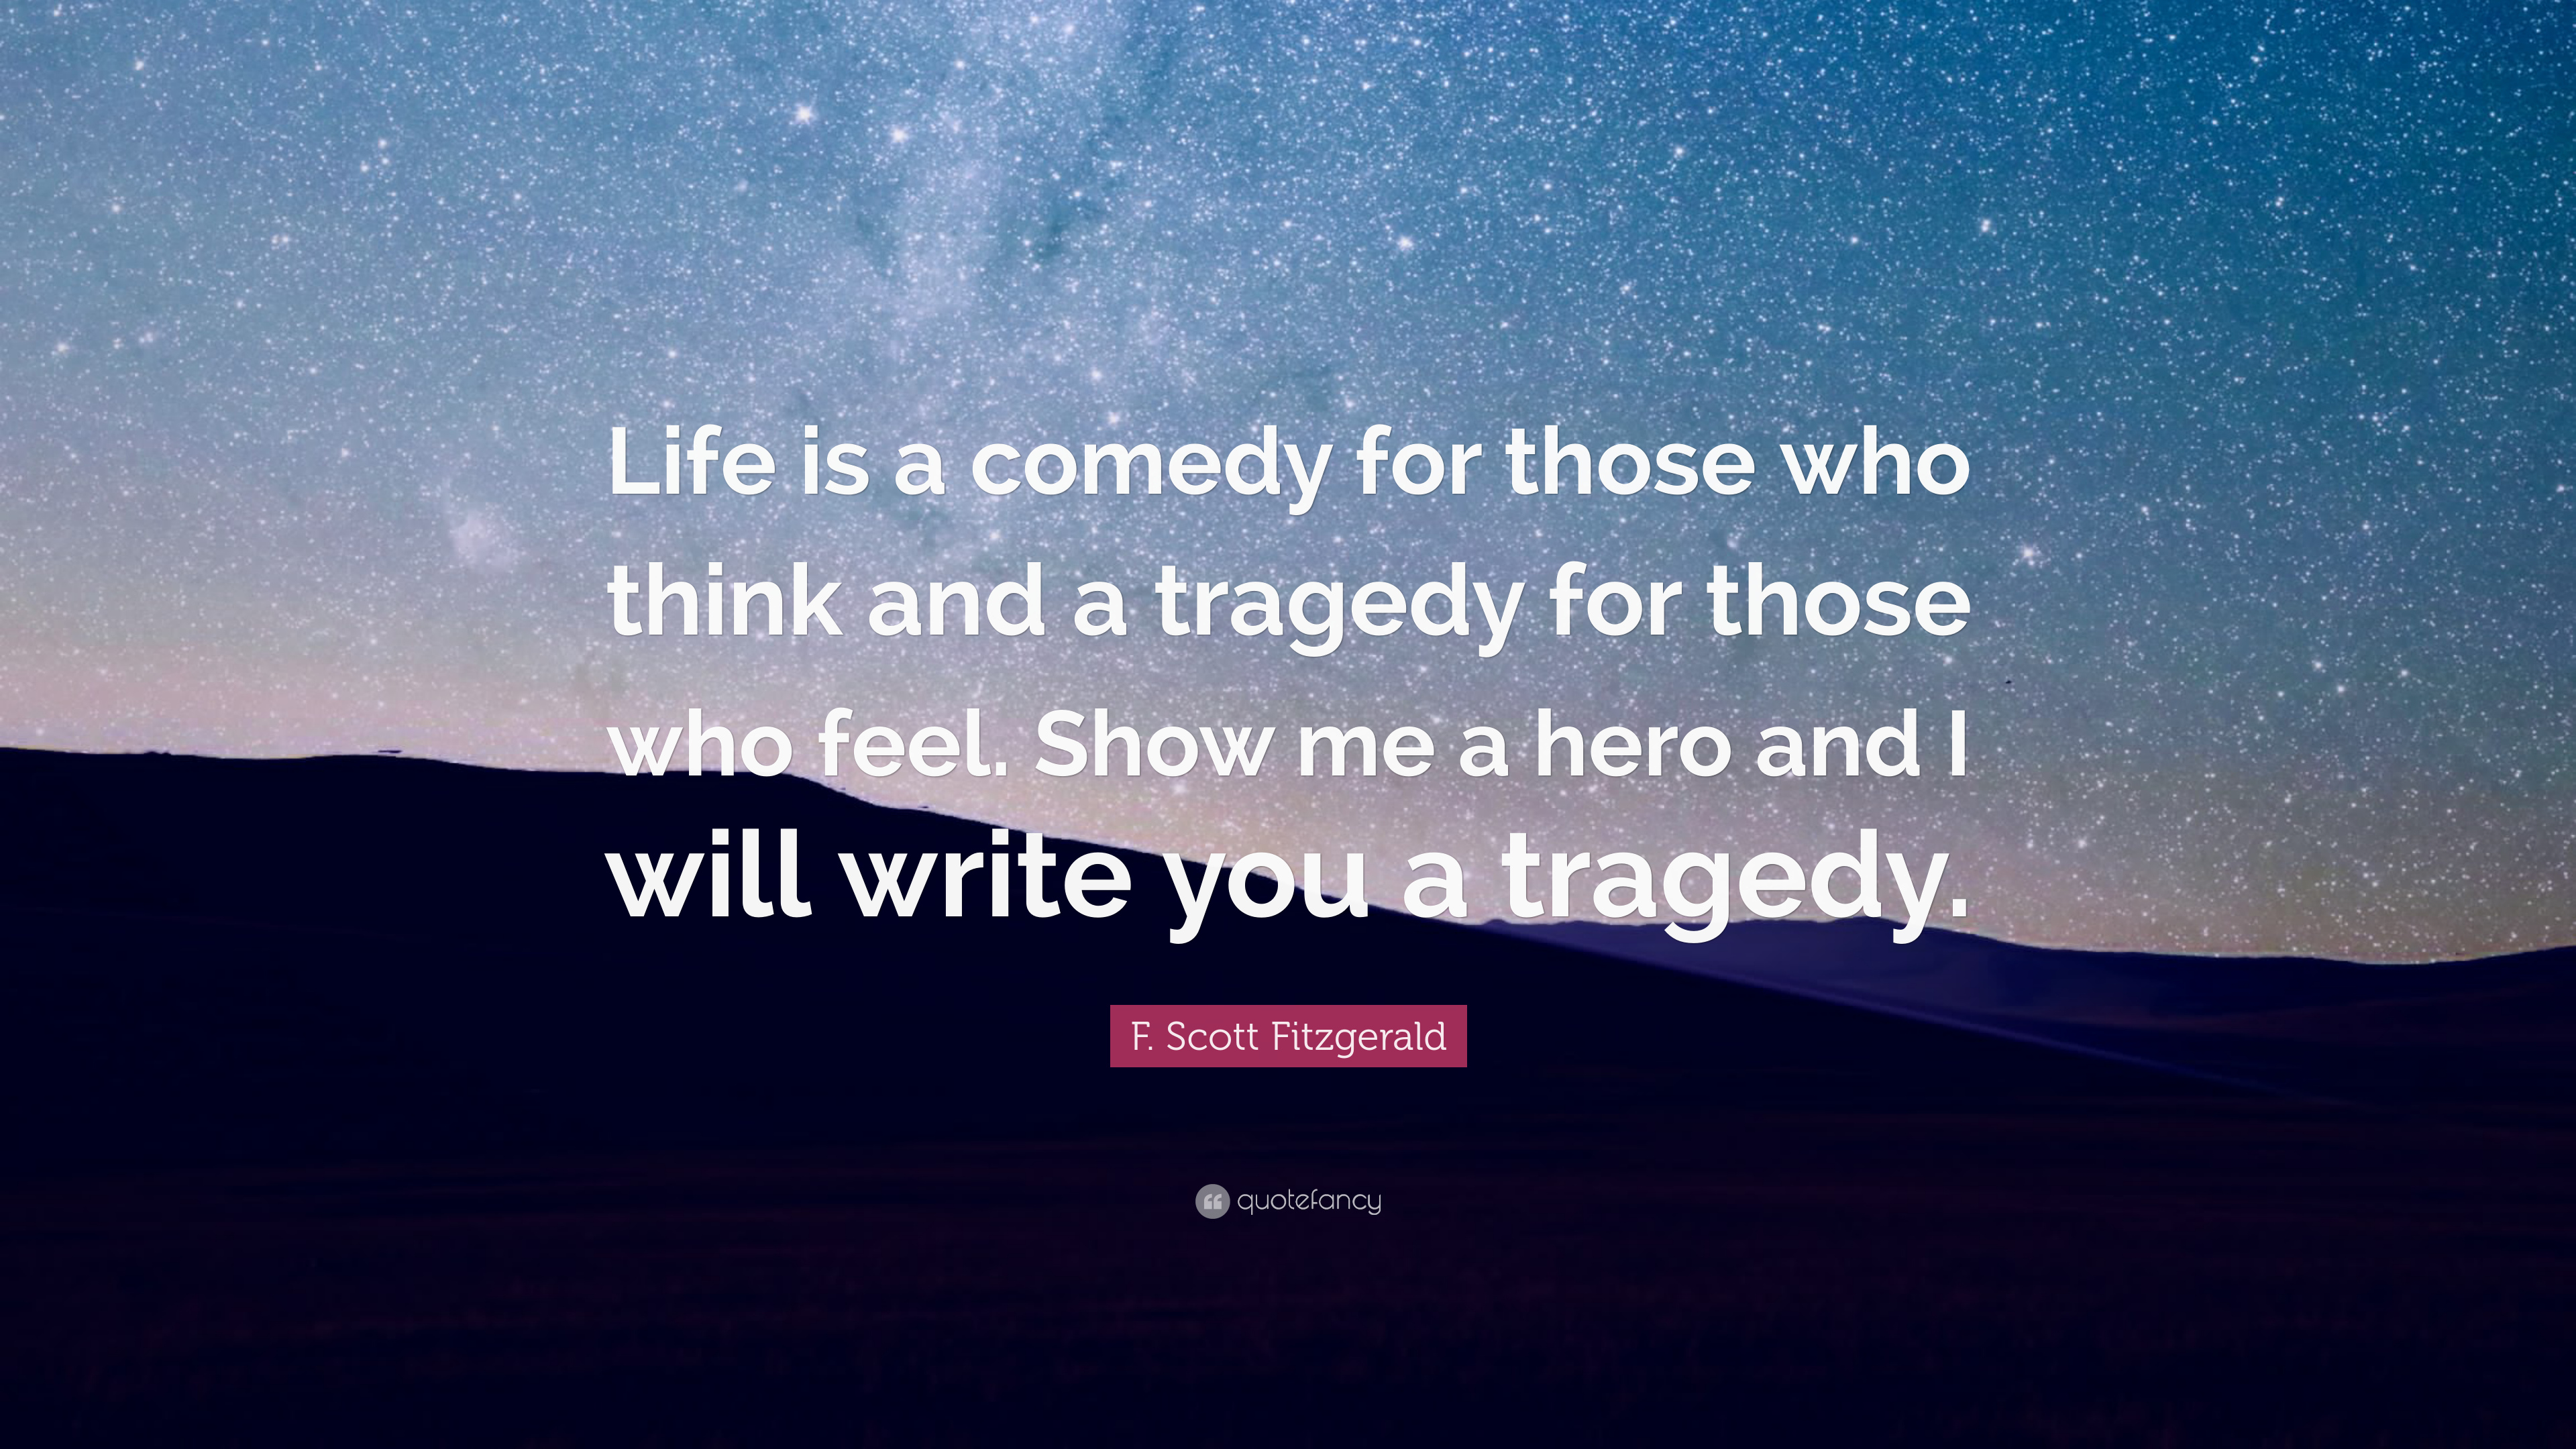 Life is a comedy for those who
think and a tragedy for those
who feel. Show me a hero and I
will write you a tragedy.
F. Scott Fitzgerald
quotefancy